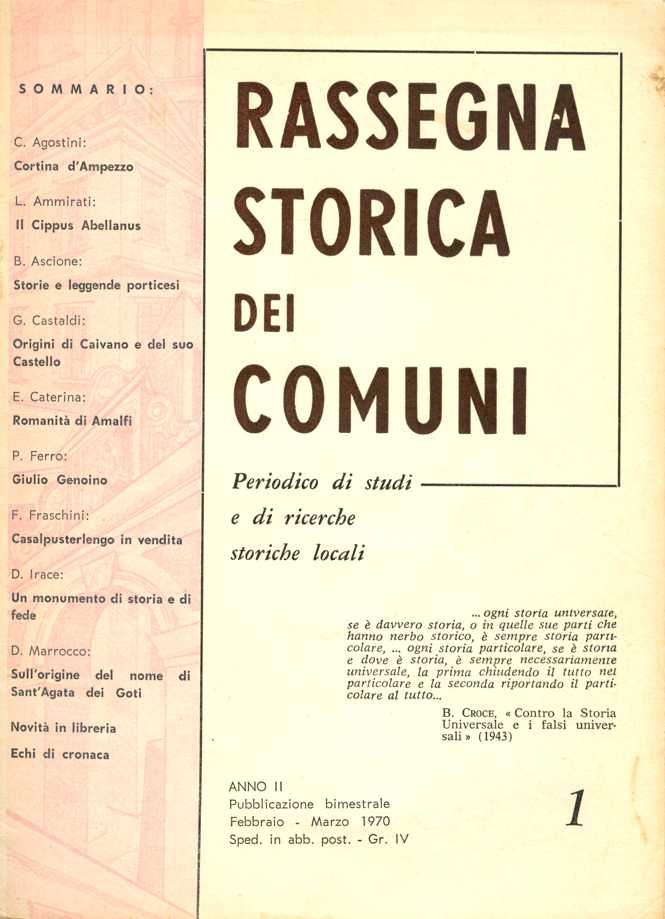 SOMMARIO:
C. Agostini:
Cortina d'Ampezzo
L. Ammirati:
Il Cippus Abellanus
B. Ascione:
Storie e leggende porticesi
G. Castaldi:
Origini di Caivano e del suo
Castello
E. Caterina:
Romanità di Amalfi
P. Ferro:
Giulio Genoino
F. Fraschini:
Casalpusterlengo in vendita
D. Irace:
Un monumento di storia e di
fede
D. Marrocco:
Sull'origine del nome di
Sant'Agata dei Goti
Novità in libreria
Echi di cronaca
RASSEGNA
STORICA
DEI
COMUNI
Periodico di studi
e di ricerche
storiche locali
... ogni storia universale,
se è davvero storia, o in quelle sue parti che
hanno nerbo storico, è sempre storia parti-
colare, ... ogni storia particolare, se è storia
e dove è storia, è sempre necessariamente
universale, la prima chiudendo il tutto nel
particolare e la seconda riportando il parti-
colare al tutto...
B. CROCE, « Contro la Storia
Universale e i falsi univer-
sali » (1943)
ANNO II
Pubblicazione bimestrale
Febbraio - Marzo 1970
Sped. in abb. post. - Gr. IV
1